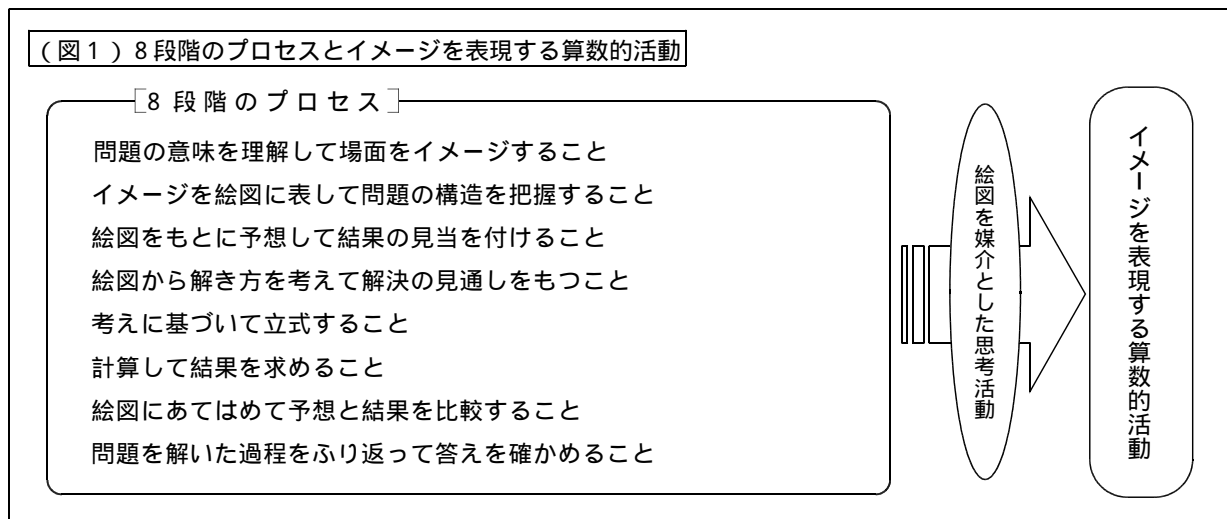 （図１）８段階のプロセスとイメージを表現する算数的活動
８段階のプロセス
問題の意味を理解して場面をイメージすること
イメージを絵図に表して問題の構造を把握すること
絵図をもとに予想して結果の見当を付けること
絵図から解き方を考えて解決の見通しをもつこと
考えに基づいて立式すること
計算して結果を求めること
絵図にあてはめて予想と結果を比較すること
問題を解いた過程をふり返って答えを確かめること
絵図を媒介とした思考活動
イメージを表現する算数的活動